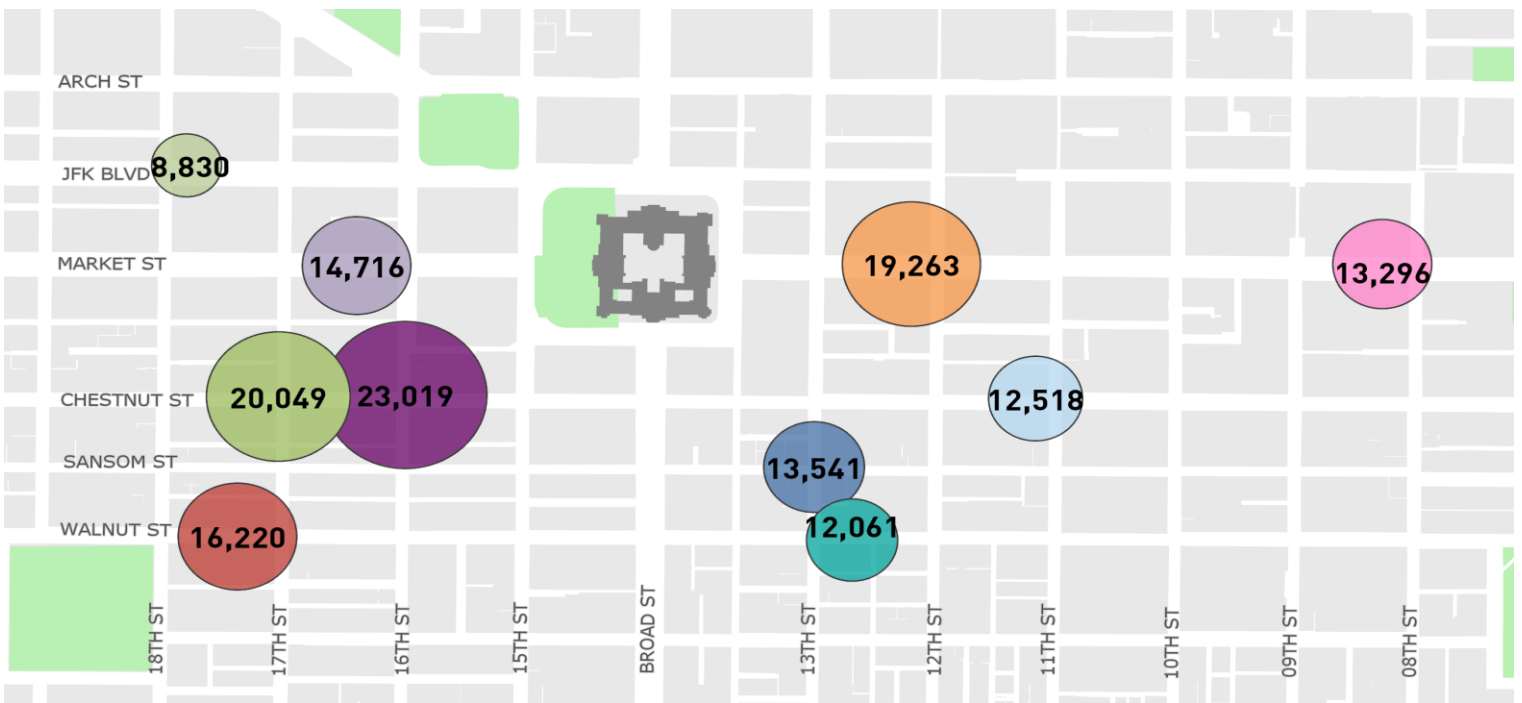 ARCH ST
JFK BLVD
8,830
MARKET ST
14,716
19,263
13,296
CHESTNUT ST
20,049
23,019
12,518
SANSOM ST
13,541
WALNUT ST
16,220
12,061
18TH ST
17TH ST
16TH ST
15TH ST
BROAD ST
13TH ST
12TH ST
11TH ST
10TH ST
09TH ST
08TH ST